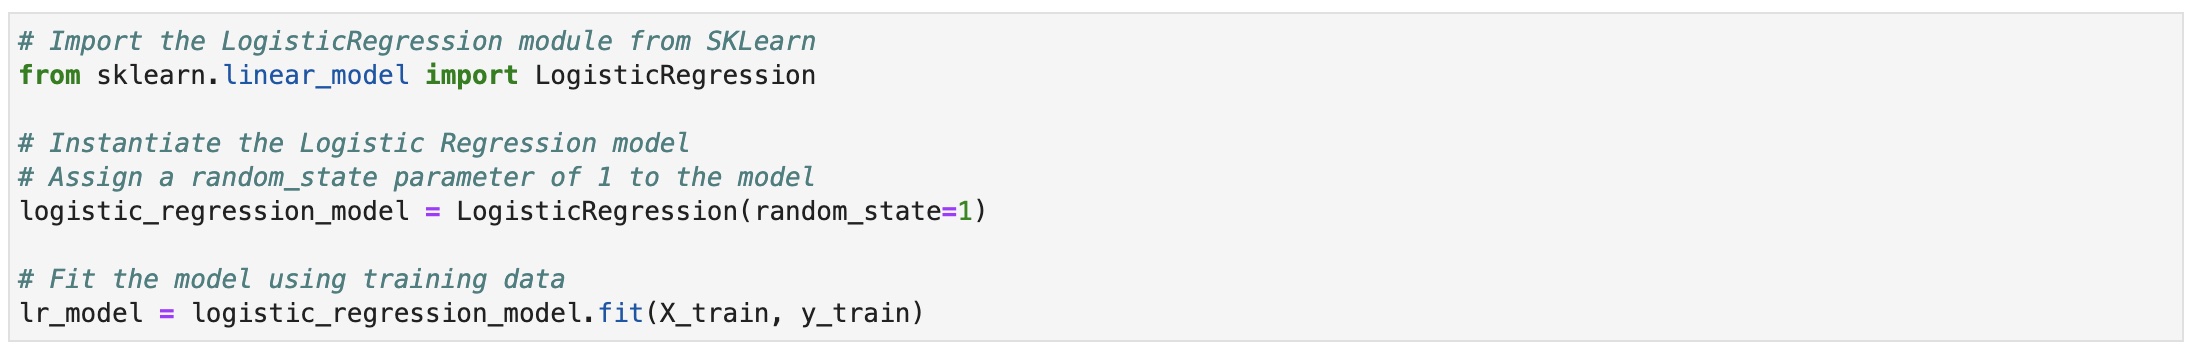 # Import the LogisticRegression module from SKLearn
from sklearn.linear_model import LogisticRegression
# Instantiate the Logistic Regression model
# Assign a random_state parameter of 1 to the model
logistic_regression_model = LogisticRegression(random_state=1)
# Fit the model using training data
lr_model = logistic_regression_model.fit(X_train, y_train)